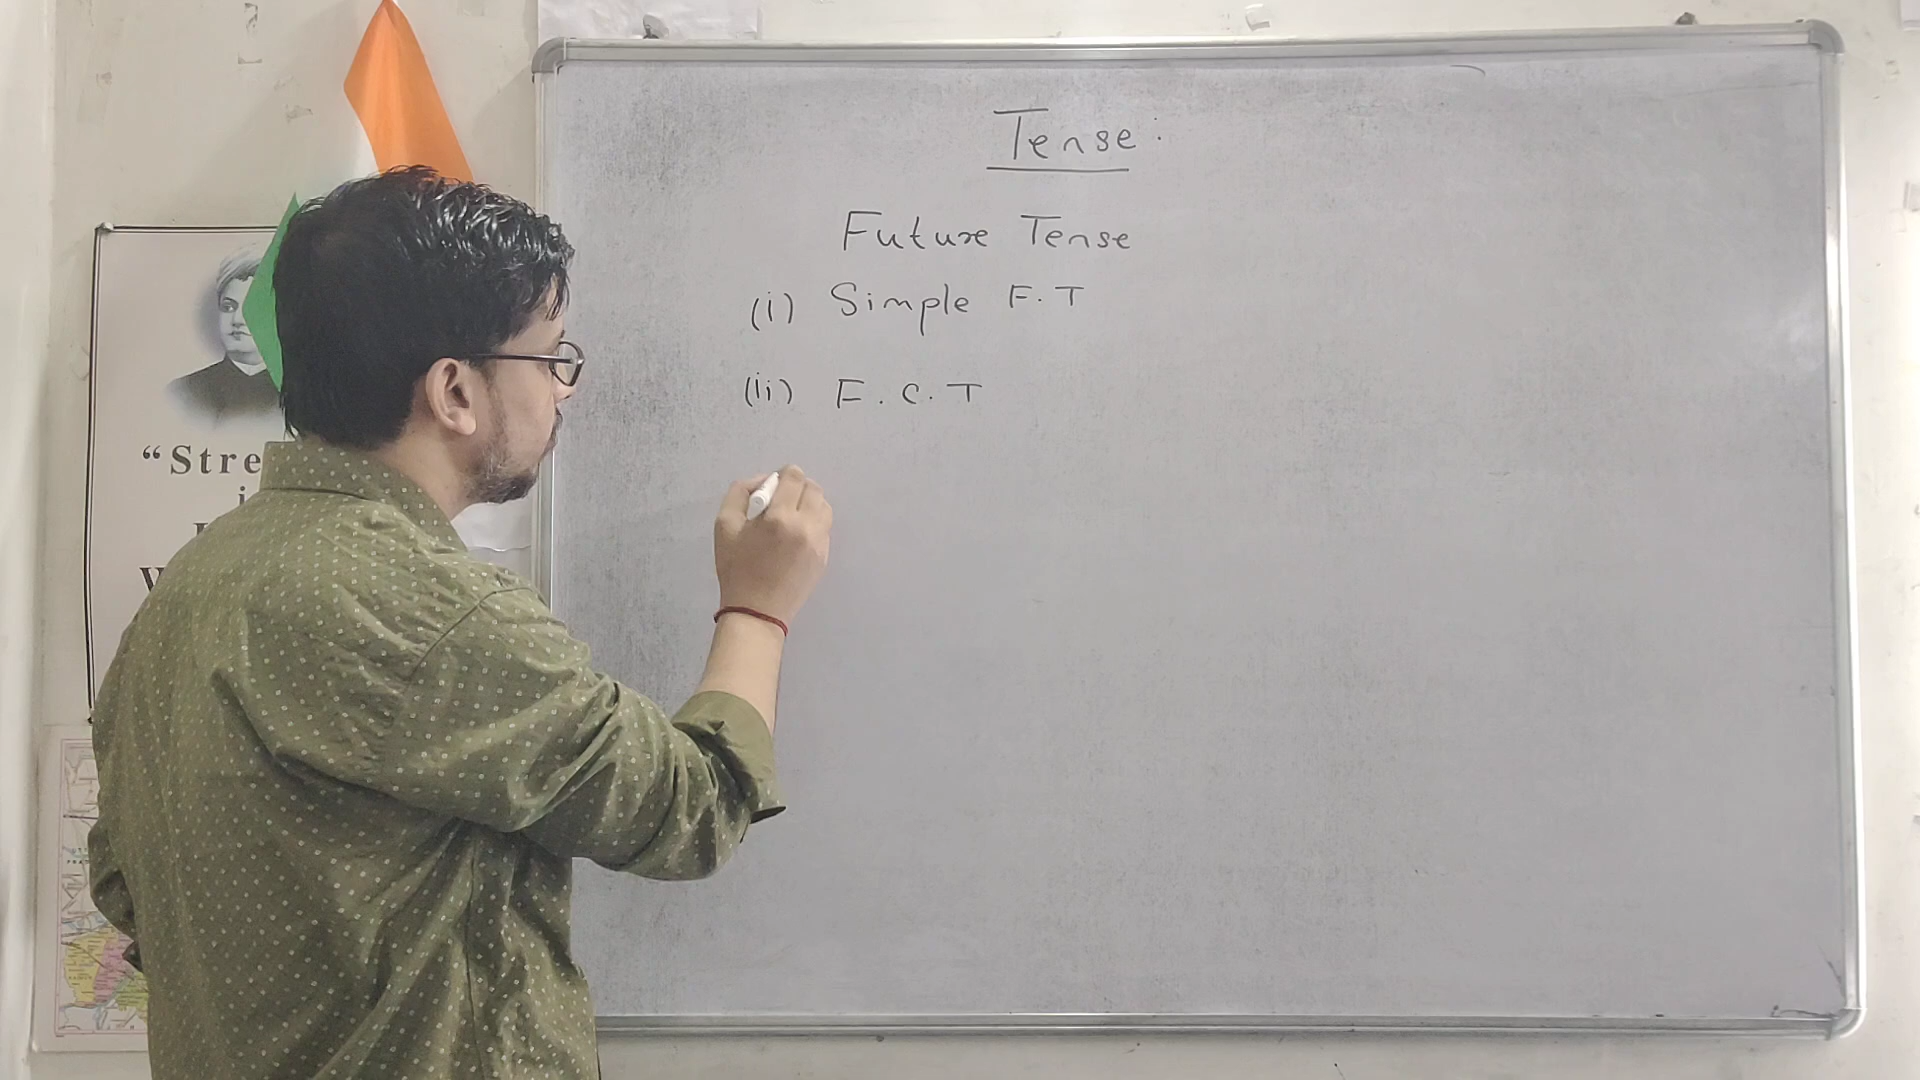 Tense :
Future Tense
(i) Simple F.T
(ii) F.C.T
"Stre